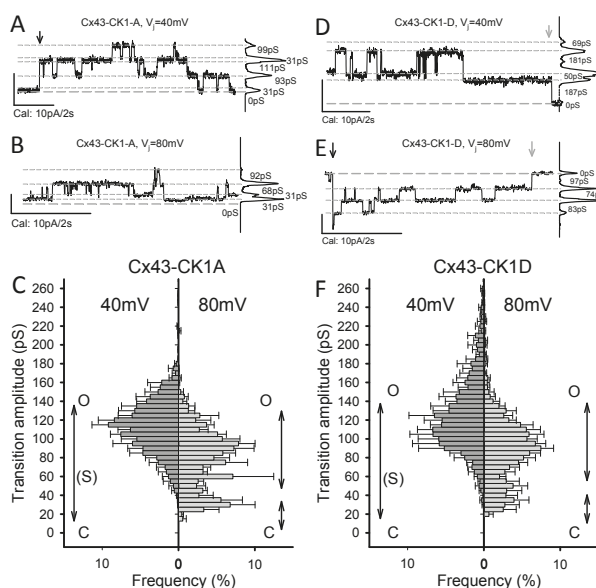 A
Cx43-CK1-A, Vj=40mV
99pS
31pS
111pS
93pS
31pS
0pS
Cal: 10pA/2s
B
Cx43-CK1-A, Vj=80mV
92pS
68pS
31pS
31pS
0pS
Cal: 10pA/2s
C
Cx43-CK1A
40mV
80mV
Transition amplitude (pS)
260
240
220
200
180
160
140
120
100
80
60
40
20
0
O
O
(S)
C
C
10
0
10
Frequency (%)
D
Cx43-CK1-D, Vj=40mV
69pS
181pS
50pS
187pS
0pS
Cal: 10pA/2s
E
Cx43-CK1-D, Vj=80mV
0pS
97pS
74
83pS
Cal: 10pA/2s
F
Cx43-CK1D
40mV
80mV
Transition amplitude (pS)
260
240
220
200
180
160
140
120
100
80
60
40
20
0
O
O
(S)
C
C
10
0
10
Frequency (%)